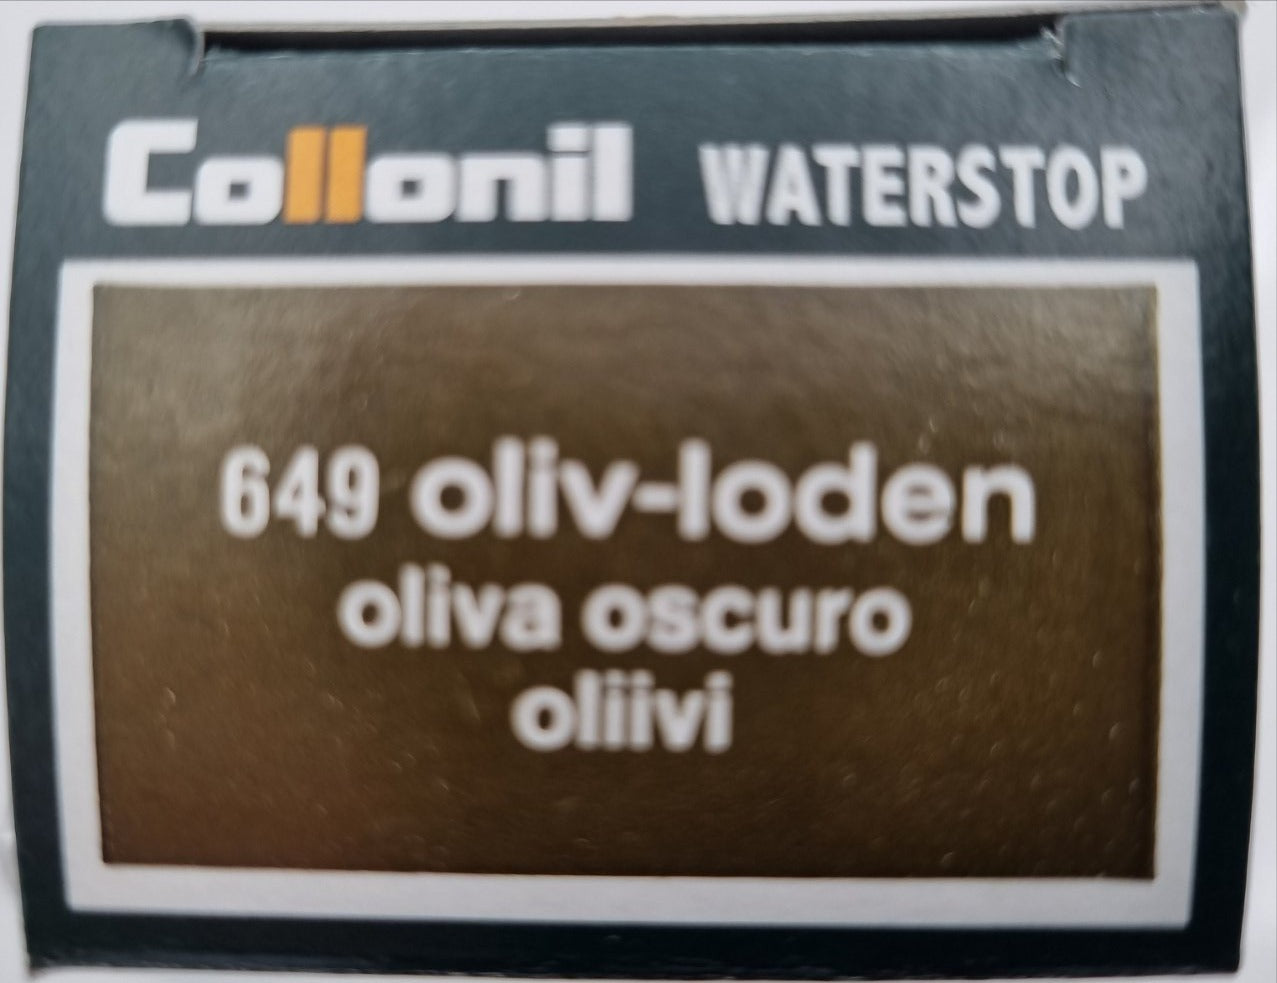 Collonil WATERSTOP
649 oliv-loden
oliva oscuro
oliivi